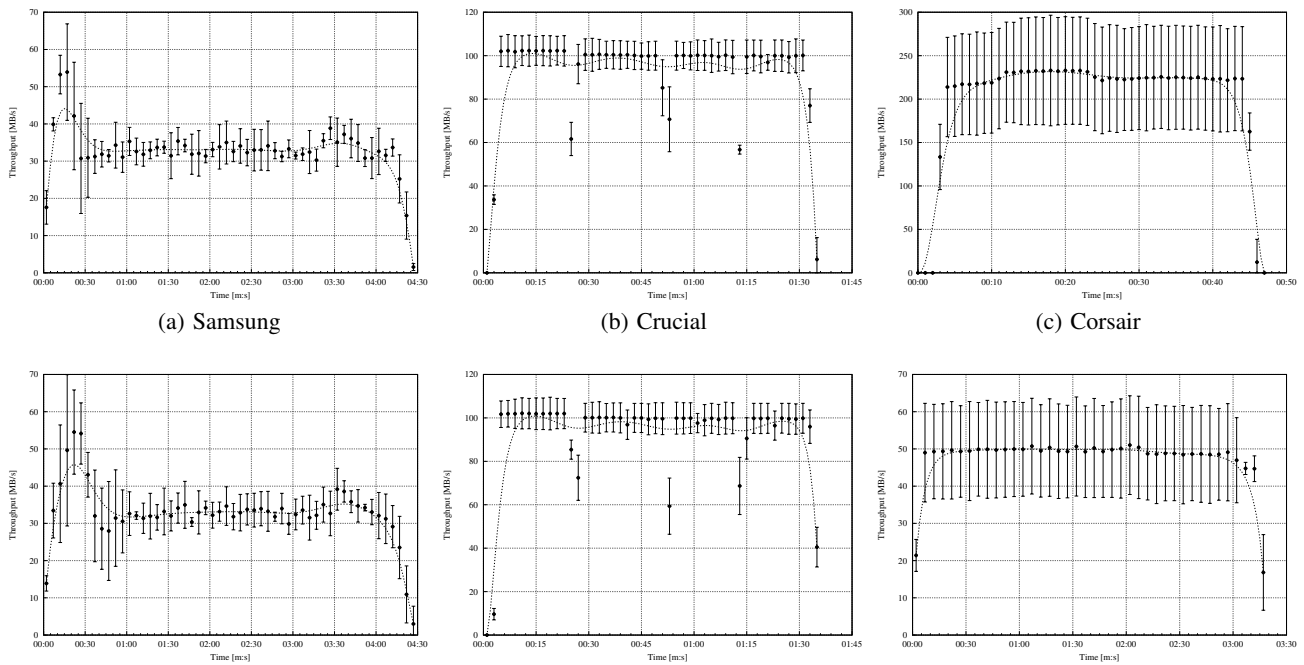 Throughput [MB/s]
70
60
50
40
30
20
10
0
00:00 00:30 01:00 01:30 02:00 02:30 03:00 03:30 04:00 04:30
Time [m:s]
(a) Samsung
Throughput [MB/s]
120
100
80
60
40
20
0
00:00 00:15 00:30 00:45 01:00 01:15 01:30 01:45
Time [m:s]
(b) Crucial
Throughput [MB/s]
300
250
200
150
100
50
0
00:00 00:10 00:20 00:30 00:40 00:50
Time [m:s]
(c) Corsair
Throughput [MB/s]
70
60
50
40
30
20
10
0
00:00 00:30 01:00 01:30 02:00 02:30 03:00 03:30 04:00 04:30
Time [m:s]
Throughput [MB/s]
120
100
80
60
40
20
0
00:00 00:15 00:30 00:45 01:00 01:15 01:30 01:45
Time [m:s]
Throughput [MB/s]
70
60
50
40
30
20
10
0
00:00 00:30 01:00 01:30 02:00 02:30 03:00 03:30
Time [m:s]